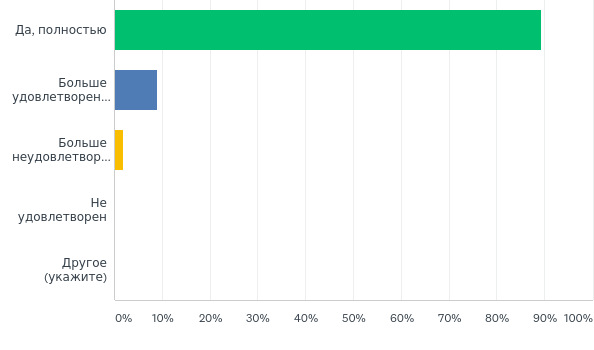 Да, полностью
Больше
удовлетворен...
Больше
неудовлетвор...
Не
удовлетворен
Другое
(укажите)
0% 10% 20% 30% 40% 50% 60% 70% 80% 90% 100%